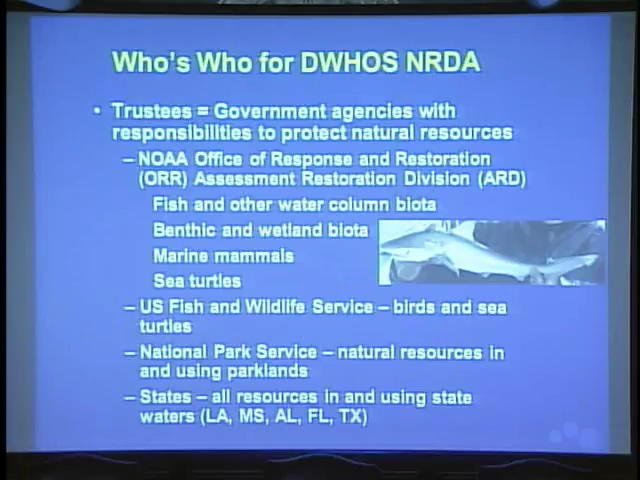 Who's Who for DWHOS NRDA
• Trustees = Government agencies with
responsibilities to protect natural resources
– NOAA Office of Response and Restoration
(ORR) Assessment Restoration Division (ARD)
Fish and other water column biota
Benthic and wetland biota
Marine mammals
Sea turtles
– US Fish and Wildlife Service – birds and sea
turtles
– National Park Service – natural resources in
and using parklands
– States – all resources in and using state
waters (LA, MS, AL, FL, TX)